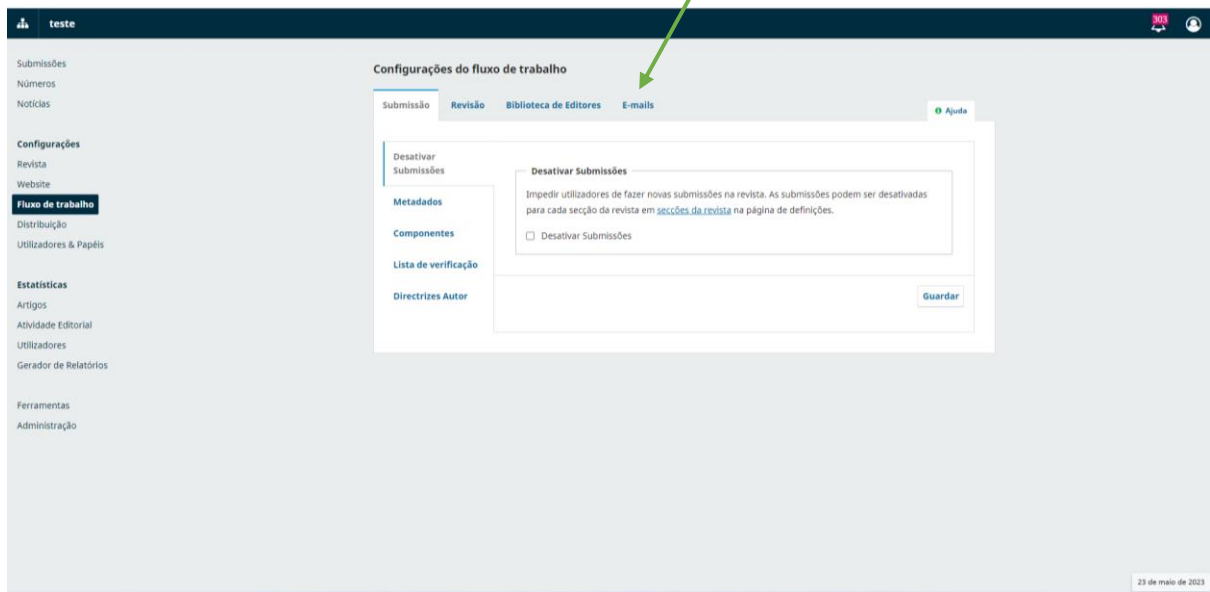 teste
303
Submissões
Números
Notícias
Configurações
Revista
Website
Fluxo de trabalho
Distribuição
Utilizadores & Papéis
Estatísticas
Artigos
Atividade Editorial
Utilizadores
Gerador de Relatórios
Ferramentas
Administração
Configurações do fluxo de trabalho
Submissão Revisão Biblioteca de Editores E-mails
Ajuda
Desativar
Submissões
Metadados
Componentes
Lista de verificação
Directrizes Autor
Desativar Submissões
Impedir utilizadores de fazer novas submissões na revista. As submissões podem ser desativadas
para cada secção da revista em secções da revista na página de definições.
Desativar Submissões
Guardar
23 de maio de 2023